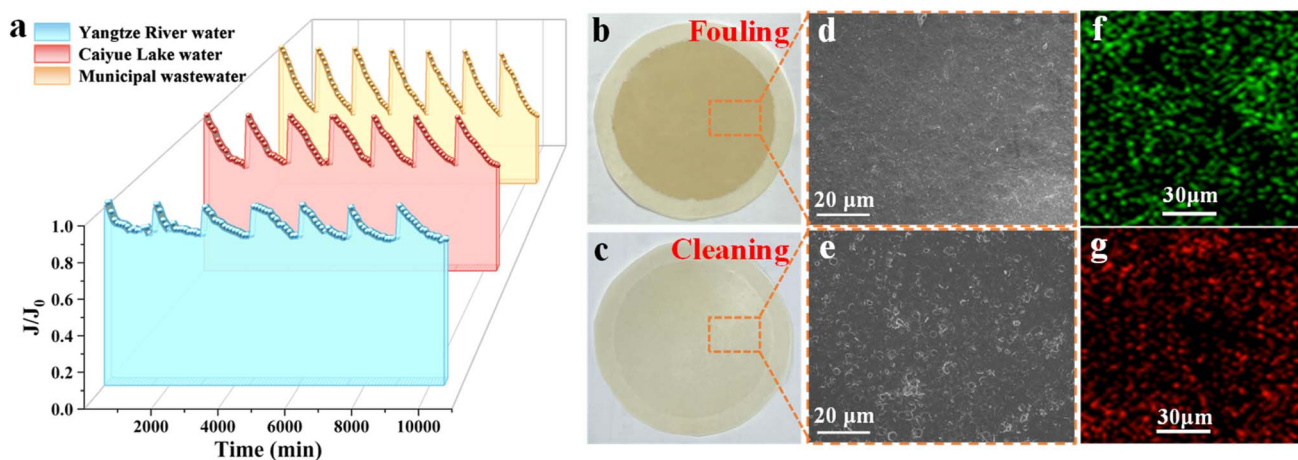 a
Yangtze River water
Caiyue Lake water
Municipal wastewater
1.0
0.8
0.6
0.4
0.2
0.0
J/J₀
2000 4000 6000 8000 10000
Time (min)
b Fouling
c Cleaning
d
20 μm
e
20 μm
f
30μm
g
30μm